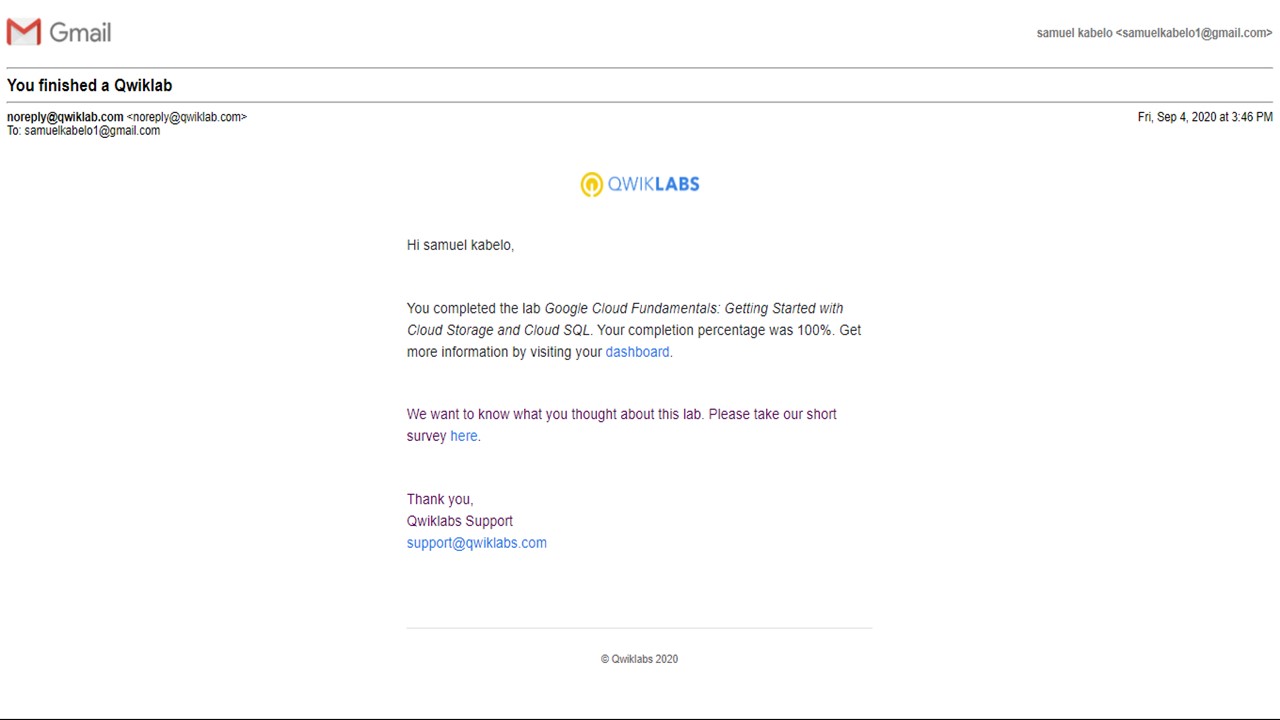 Gmail
samuel kabelo <samuelkabelo1@gmail.com>
You finished a Qwiklab
noreply@qwiklab.com <noreply@qwiklab.com>
Fri, Sep 4, 2020 at 3:46 PM
To: samuelkabelo1@gmail.com
QWIKLABS
Hi samuel kabelo,
You completed the lab Google Cloud Fundamentals: Getting Started with
Cloud Storage and Cloud SQL. Your completion percentage was 100%. Get
more information by visiting your dashboard.
We want to know what you thought about this lab. Please take our short
survey here.
Thank you,
Qwiklabs Support
support@qwiklabs.com
© Qwiklabs 2020